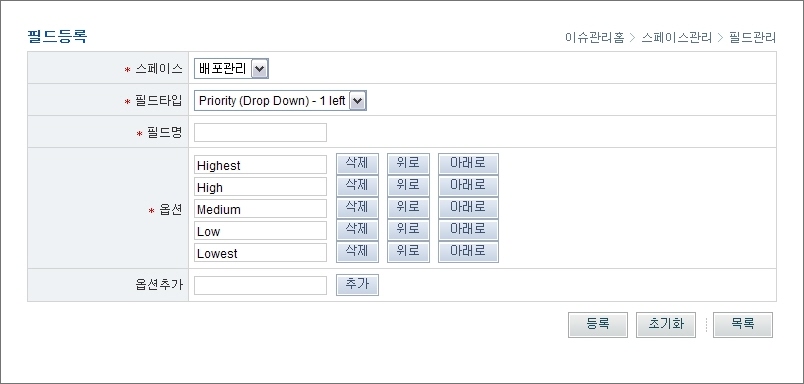 필드등록
이슈관리홈 > 스페이스관리 > 필드관리
* 스페이스 배포관리
* 필드타입 Priority (Drop Down) - 1 left
* 필드명
* 옵션
Highest 삭제 위로 아래로
High 삭제 위로 아래로
Medium 삭제 위로 아래로
Low 삭제 위로 아래로
Lowest 삭제 위로 아래로
옵션추가 추가
등록 초기화 목록